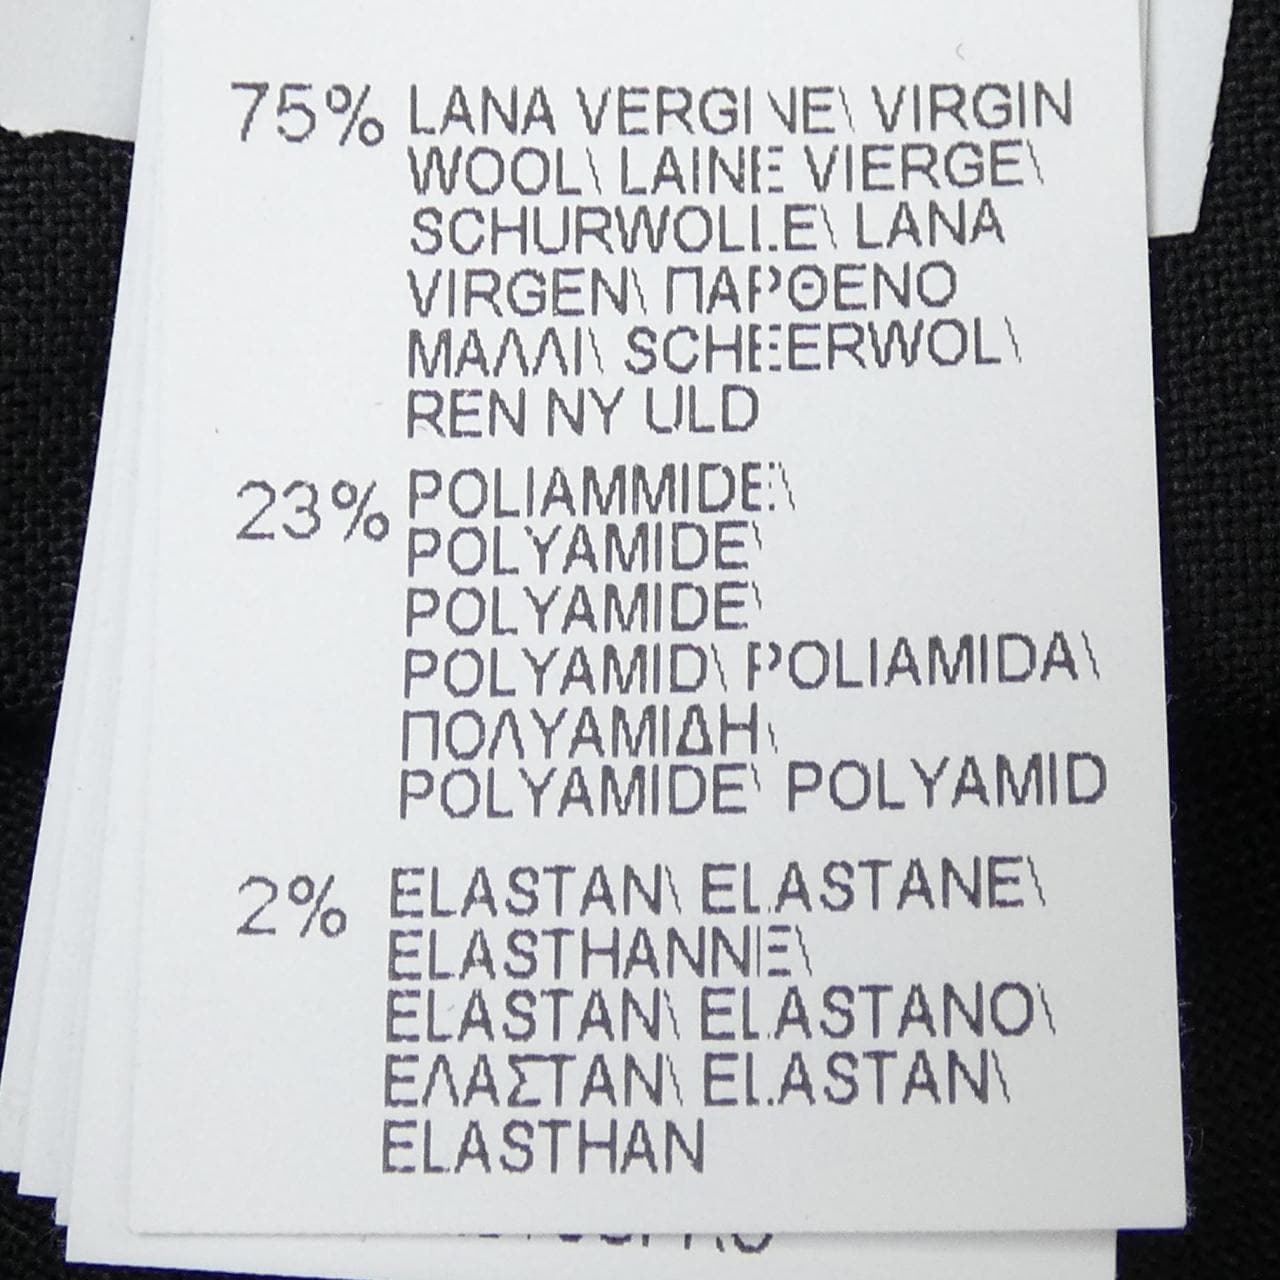 75% LANA VERGINE\ VIRGIN
WOOL\ LAINE VIERGE\
SCHURWOLLE\ LANA
VIRGEN\ ΠΑΡΘΕΝΟ
ΜΑΛΛΙ\ SCHEERWOL\
REN NY ULD
23% POLIAMMIDE\
POLYAMIDE\
POLYAMIDE\
POLYAMID\ POLIAMIDA\
ΠΟΛΥΑΜΙΔΗ\
POLYAMIDE\ POLYAMID
2% ELASTAN\ ELASTANE\
ELASTHANNE\
ELASTAN\ ELASTANO\
ΕΛΑΣΤΑΝ\ ELASTAN\
ELASTHAN